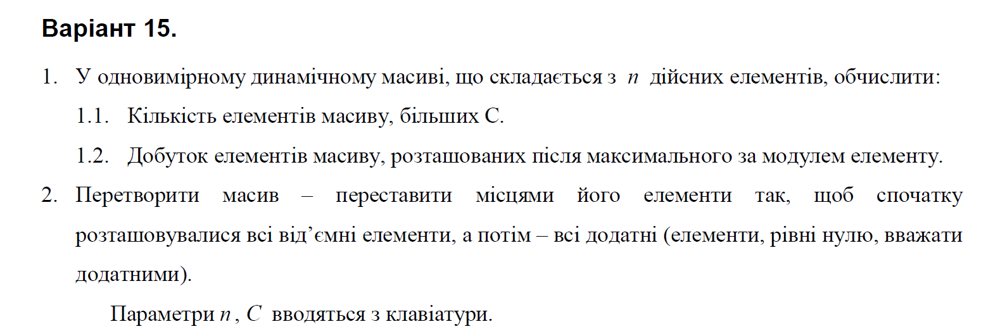 Варіант 15.
1. У одновимірному динамічному масиві, що складається з n дійсних елементів, обчислити:
1.1. Кількість елементів масиву, більших С.
1.2. Добуток елементів масиву, розташованих після максимального за модулем елементу.
2. Перетворити масив – переставити місцями його елементи так, щоб спочатку
розташовувалися всі від’ємні елементи, а потім – всі додатні (елементи, рівні нулю, вважати
додатними).
Параметри n , C вводяться з клавіатури.